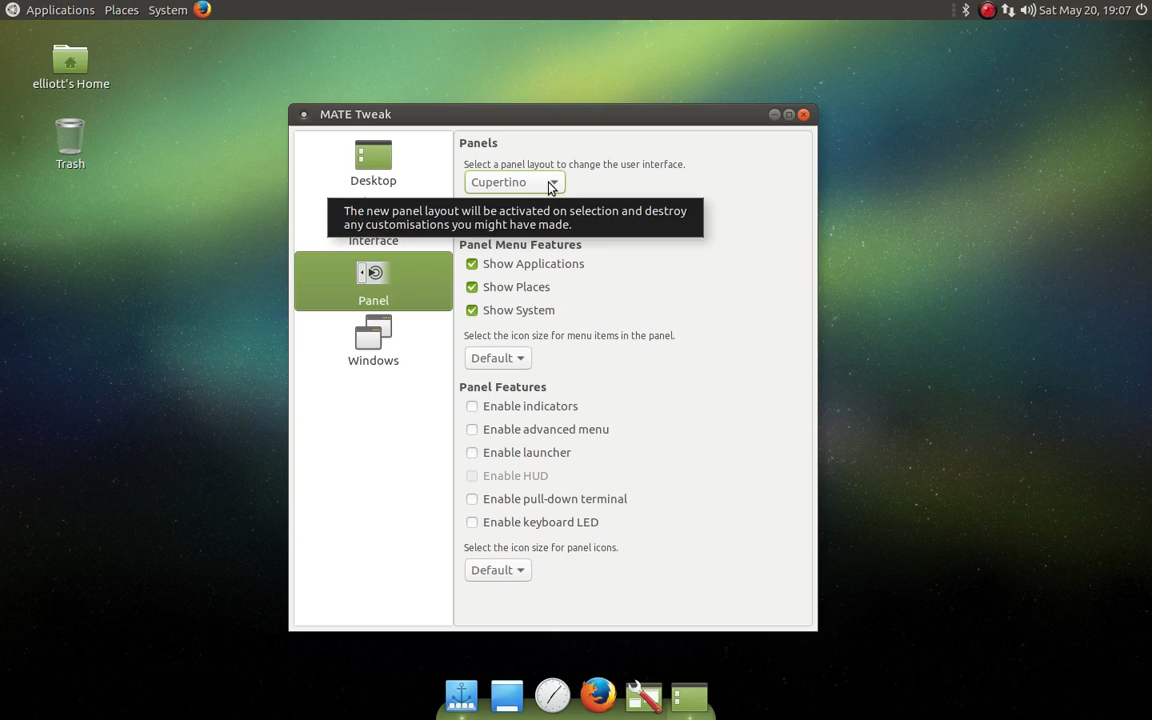 Applications Places System
Sat May 20, 19:07
elliott's Home
Trash
MATE Tweak
Desktop
Interface
Panel
Windows
Panels
Select a panel layout to change the user interface.
Cupertino
The new panel layout will be activated on selection and destroy
any customisations you might have made.
Panel Menu Features
Show Applications
Show Places
Show System
Select the icon size for menu items in the panel.
Default
Panel Features
Enable indicators
Enable advanced menu
Enable launcher
Enable HUD
Enable pull-down terminal
Enable keyboard LED
Select the icon size for panel icons.
Default